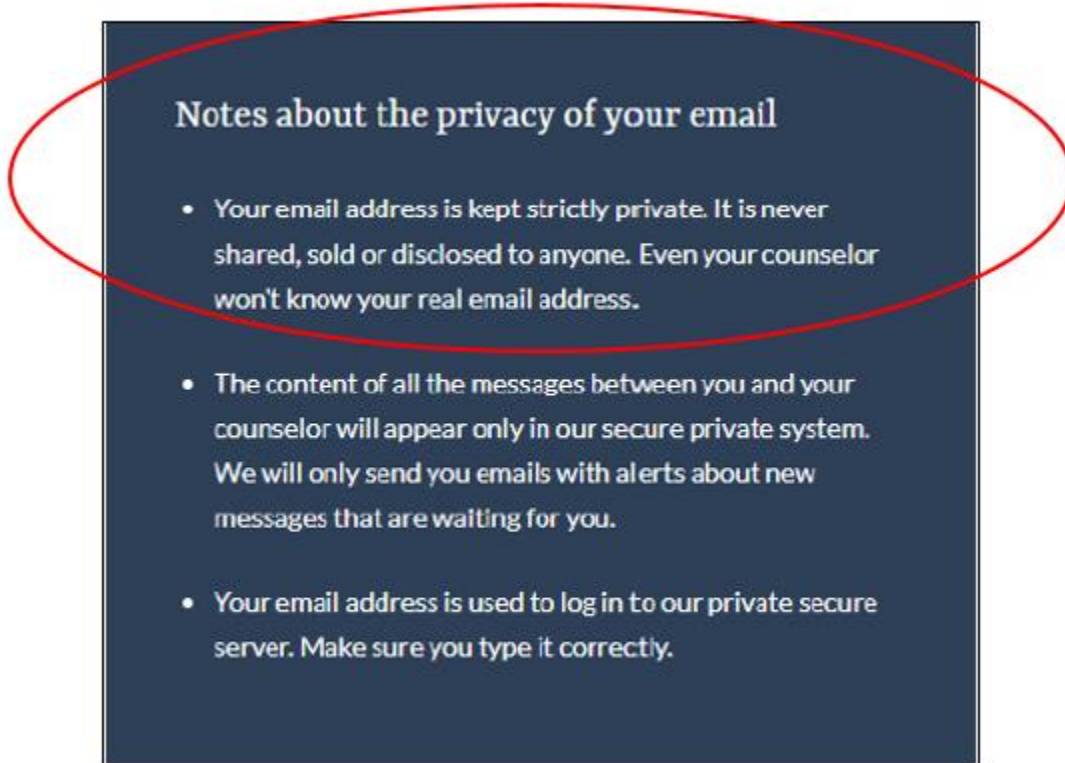 Notes about the privacy of your email
• Your email address is kept strictly private. It is never
shared, sold or disclosed to anyone. Even your counselor
won't know your real email address.
• The content of all the messages between you and your
counselor will appear only in our secure private system.
We will only send you emails with alerts about new
messages that are waiting for you.
• Your email address is used to log in to our private secure
server. Make sure you type it correctly.